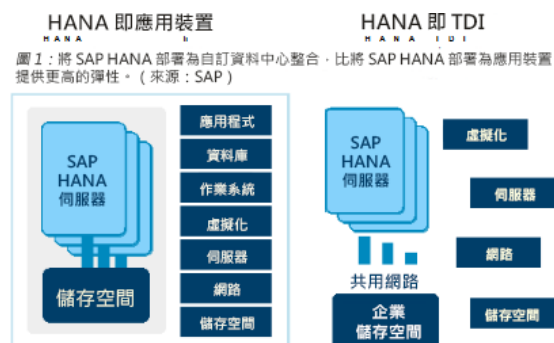 HANA 即應用裝置
HANA 即 TDI
圖 1：將 SAP HANA 部署為自訂資料中心整合，比將 SAP HANA 部署為應用裝置
提供更高的彈性。（來源：SAP）
SAP
HANA
伺服器
儲存空間
應用程式
資料庫
作業系統
虛擬化
伺服器
網路
儲存空間
SAP
HANA
伺服器
共用網路
企業
儲存空間
虛擬化
伺服器
網路
儲存空間